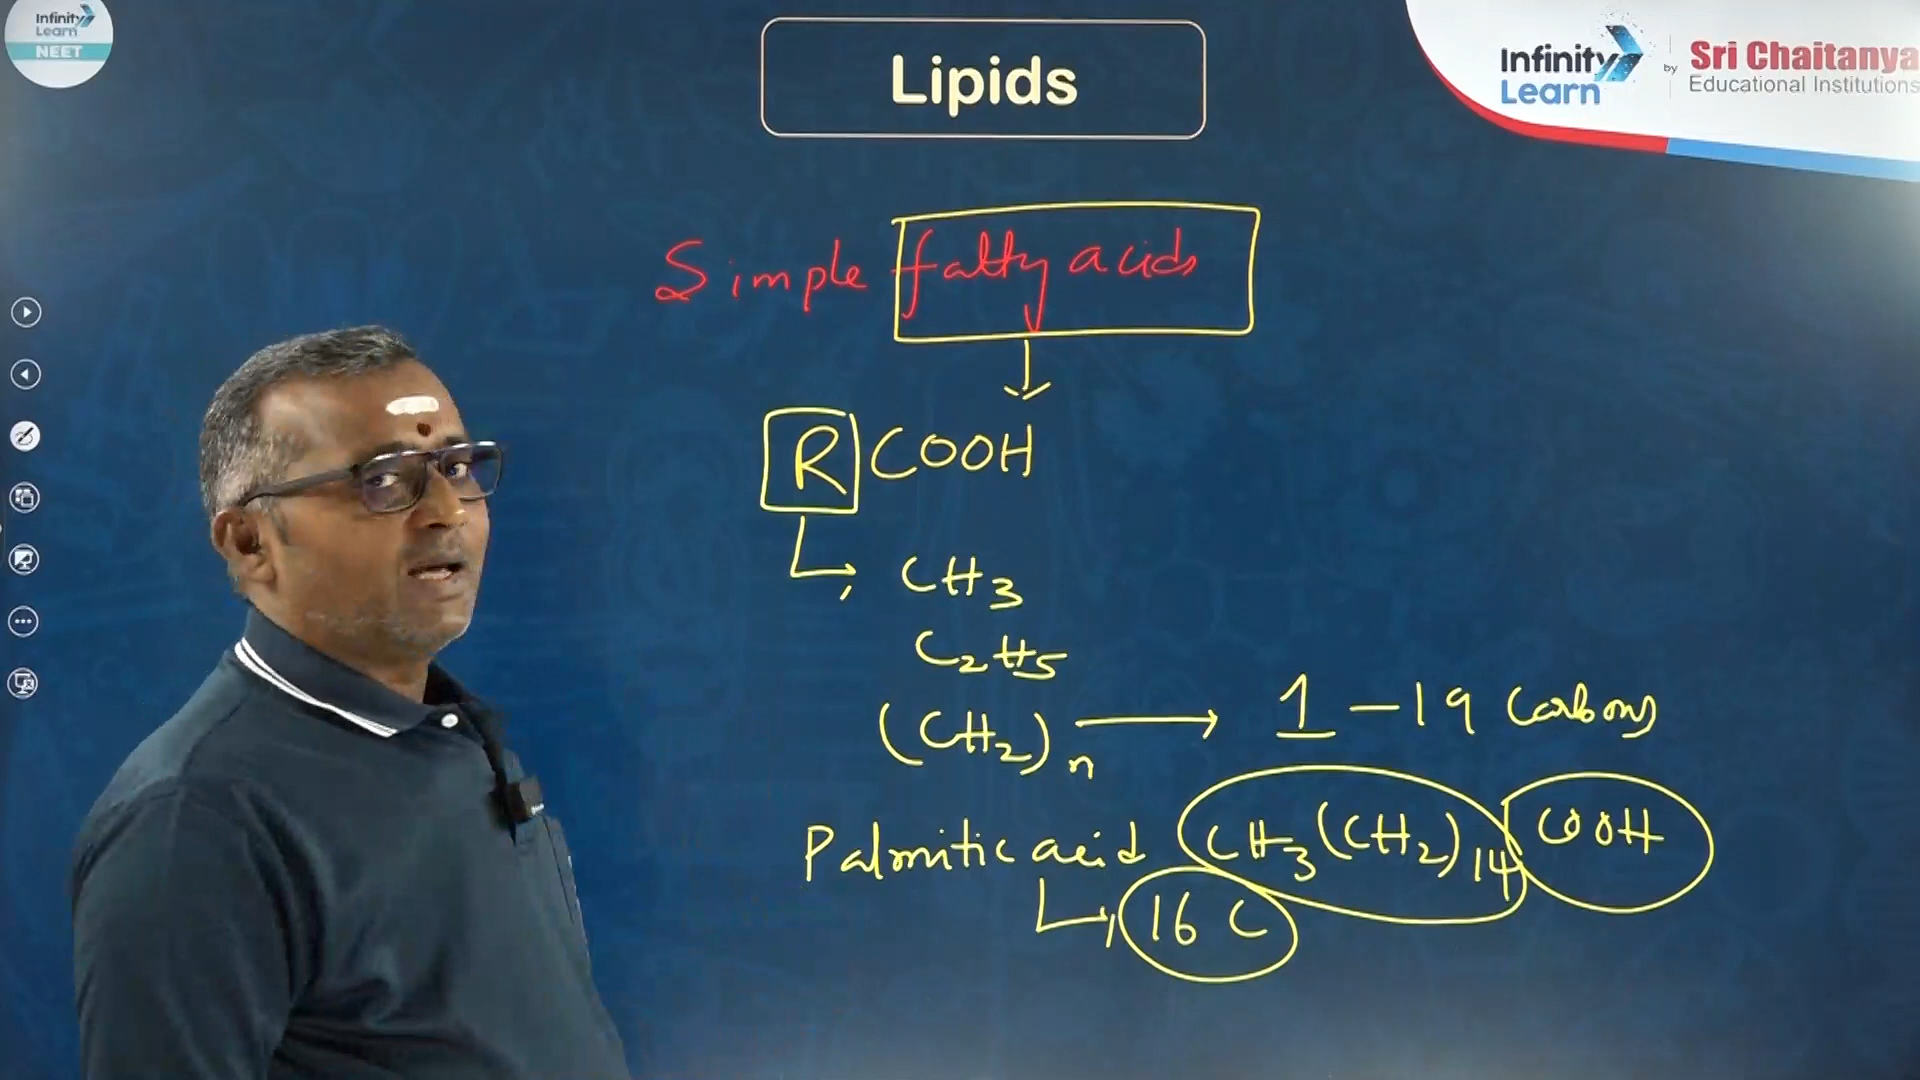 Infinity
Learn
NEET
Lipids
Infinity
Learn
by
Sri Chaitanya
Educational Institutions
Simple fatty acids
R COOH
CH3
C2H5
(CH2)n → 1 – 19 Carbons
Palmitic acid CH3(CH2)14 COOH
16 C